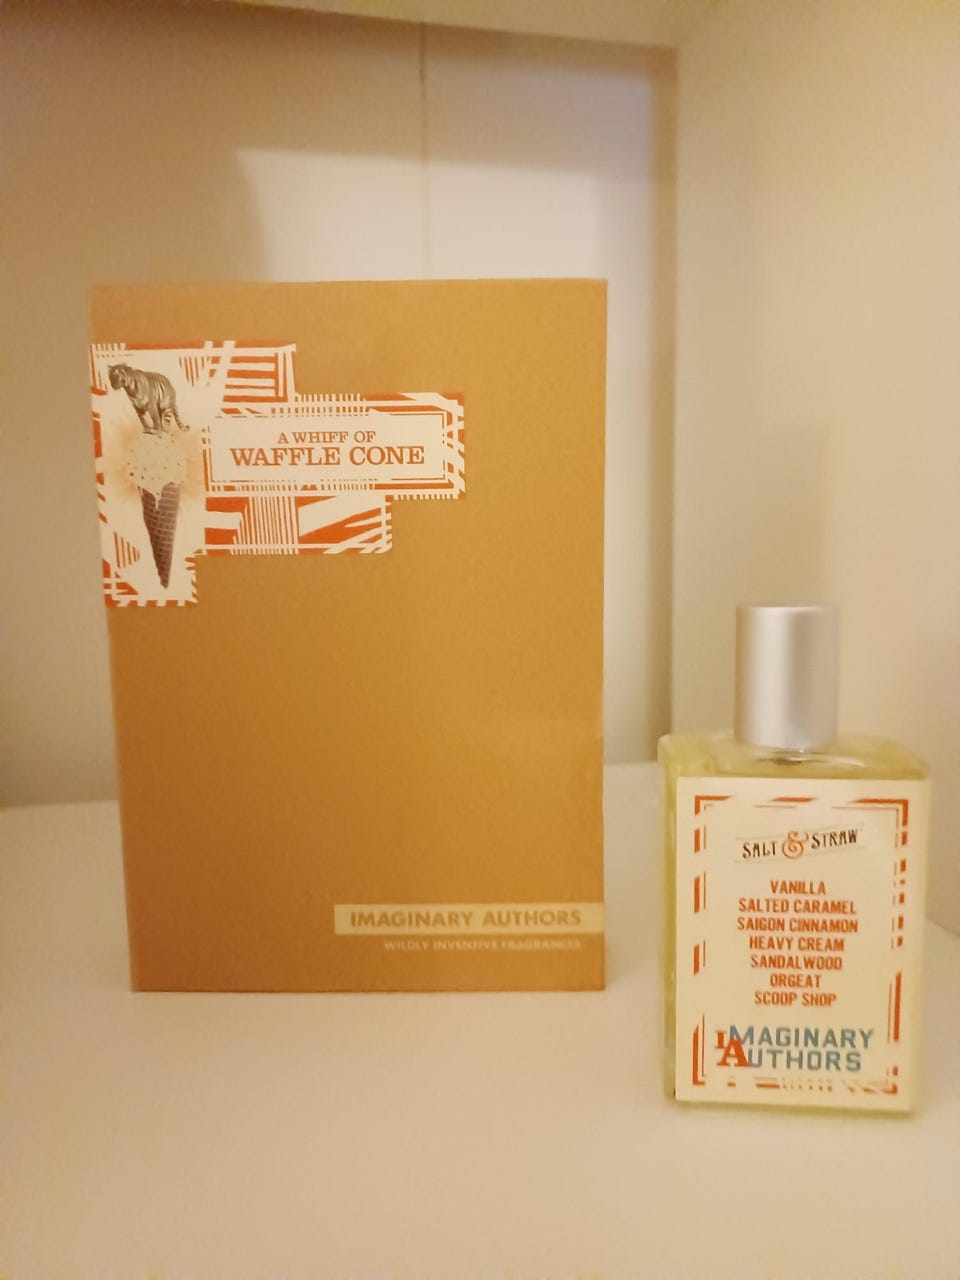 A WHIFF OF
WAFFLE CONE
IMAGINARY AUTHORS
WILDLY INVENTIVE FRAGRANCES
SALT & STRAW
VANILLA
SALTED CARAMEL
SAIGON CINNAMON
HEAVY CREAM
SANDALWOOD
ORGEAT
SCOOP SHOP
IMAGINARY
AUTHORS